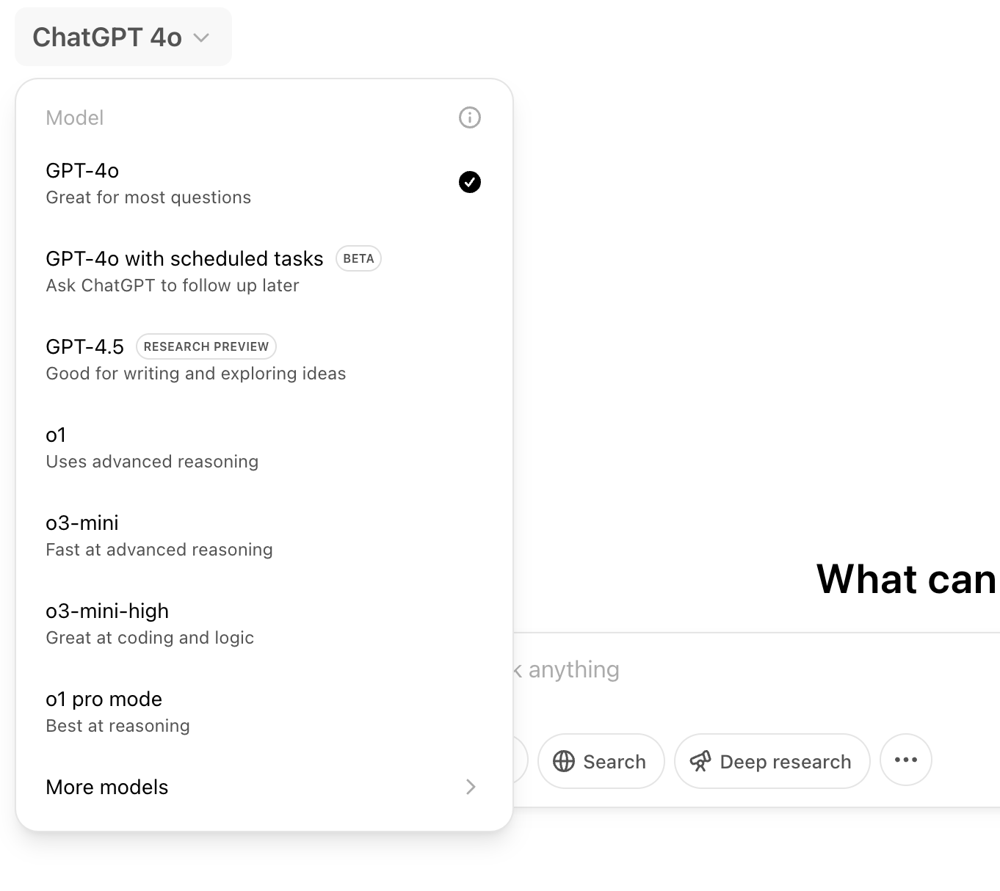 ChatGPT 4o
Model
GPT-4o
Great for most questions
GPT-4o with scheduled tasks BETA
Ask ChatGPT to follow up later
GPT-4.5 RESEARCH PREVIEW
Good for writing and exploring ideas
o1
Uses advanced reasoning
o3-mini
Fast at advanced reasoning
o3-mini-high
Great at coding and logic
o1 pro mode
Best at reasoning
More models
What can
k anything
Search Deep research